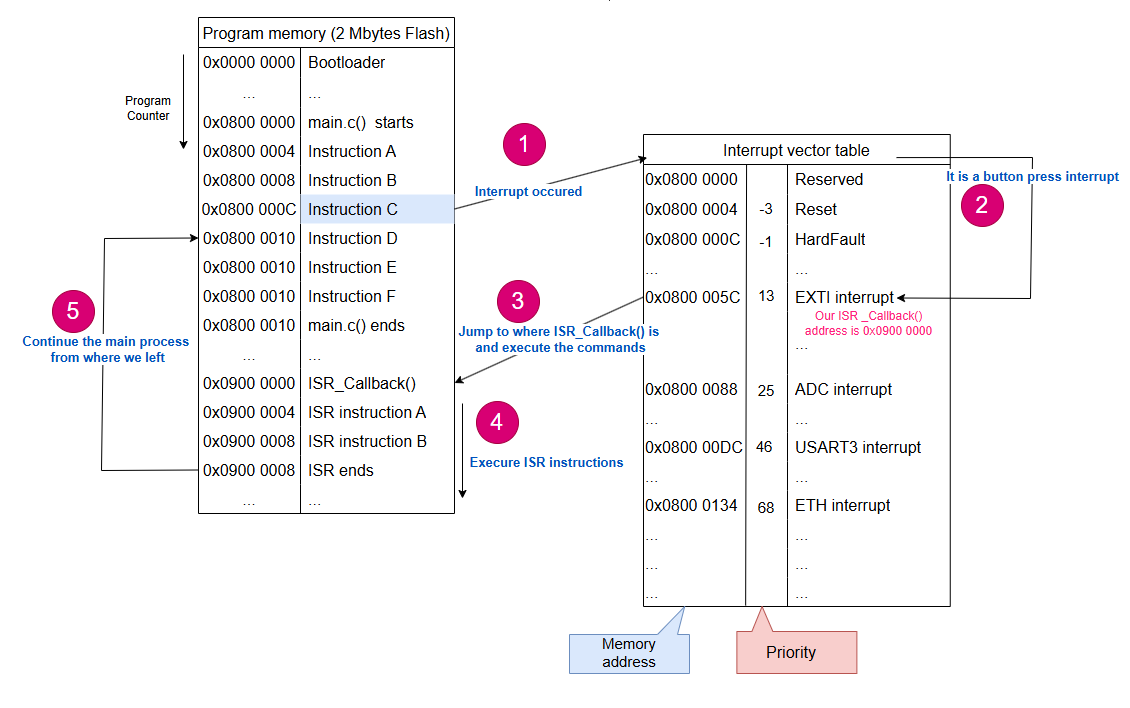 Program memory (2 Mbytes Flash)
0x0000 0000 Bootloader
... ...
0x0800 0000 main.c() starts
0x0800 0004 Instruction A
0x0800 0008 Instruction B
0x0800 000C Instruction C
0x0800 0010 Instruction D
0x0800 0010 Instruction E
0x0800 0010 Instruction F
0x0800 0010 main.c() ends
... ...
0x0900 0000 ISR_Callback()
0x0900 0004 ISR instruction A
0x0900 0008 ISR instruction B
0x0900 0008 ISR ends
... ...
Program
Counter
1
Interrupt occured
Interrupt vector table
0x0800 0000 Reserved
0x0800 0004 -3 Reset
0x0800 000C -1 HardFault
... ...
0x0800 005C 13 EXTI interrupt
Our ISR _Callback()
address is 0x0900 0000
...
0x0800 0088 25 ADC interrupt
... ...
0x0800 00DC 46 USART3 interrupt
... ...
0x0800 0134 68 ETH interrupt
... ...
... ...
... ...
It is a button press interrupt
2
3
Jump to where ISR_Callback() is
and execute the commands
4
Execure ISR instructions
5
Continue the main process
from where we left
Memory
address
Priority